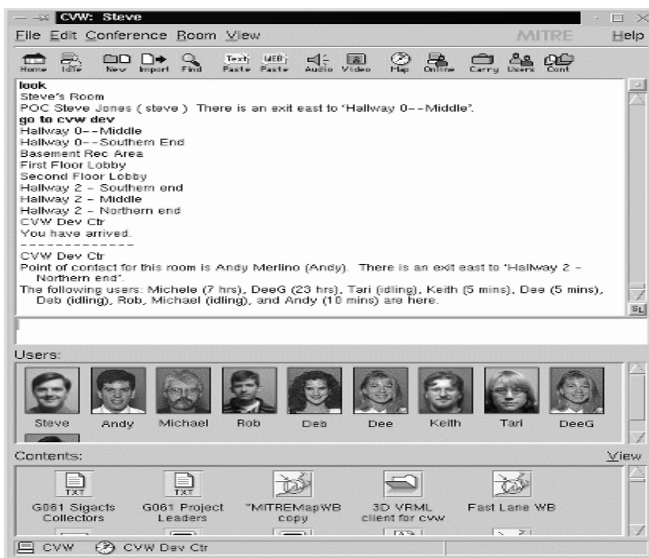 CVW: Steve
File Edit Conference Room View MITRE Help
Home Idle New Import Find Text Paste WEB Paste Audio Video Map Online Carry Users Cont
look
Steve's Room
POC Steve Jones ( steve ) There is an exit east to 'Hallway 0--Middle'.
go to cvw dev
Hallway 0--Middle
Hallway 0--Southern End
Basement Rec Area
First Floor Lobby
Second Floor Lobby
Hallway 2 - Southern end
Hallway 2 - Middle
Hallway 2 - Northern end
CVW Dev Ctr
You have arrived.
-------------
CVW Dev Ctr
Point of contact for this room is Andy Merlino (Andy). There is an exit east to 'Hallway 2 -
Northern end'.
The following users: Michele (7 hrs), DeeG (23 hrs), Tari (idling), Keith (5 mins), Dee (5 mins),
Deb (idling), Rob, Michael (idling), and Andy (10 mins) are here.
SL
Users:
Steve Andy Michael Rob Deb Dee Keith Tari DeeG
Contents: View
TXT TXT
G061 Sigacts G061 Project "MITREMapWB 3D VRML Fast Lane WB
Collectors Leaders copy client for cvw
CVW CVW Dev Ctr